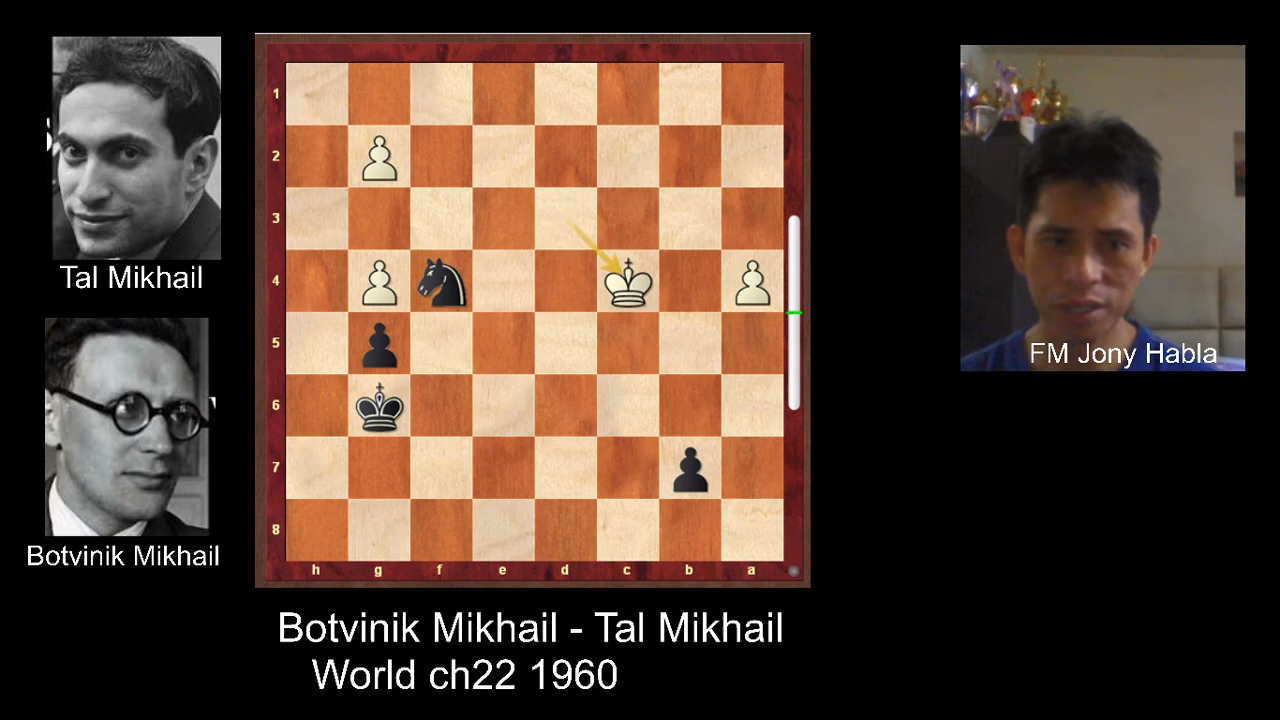 Tal Mikhail
Botvinik Mikhail
1
2
3
4
5
6
7
8
h g f e d c b a
FM Jony Habla
Botvinik Mikhail - Tal Mikhail
World ch22 1960